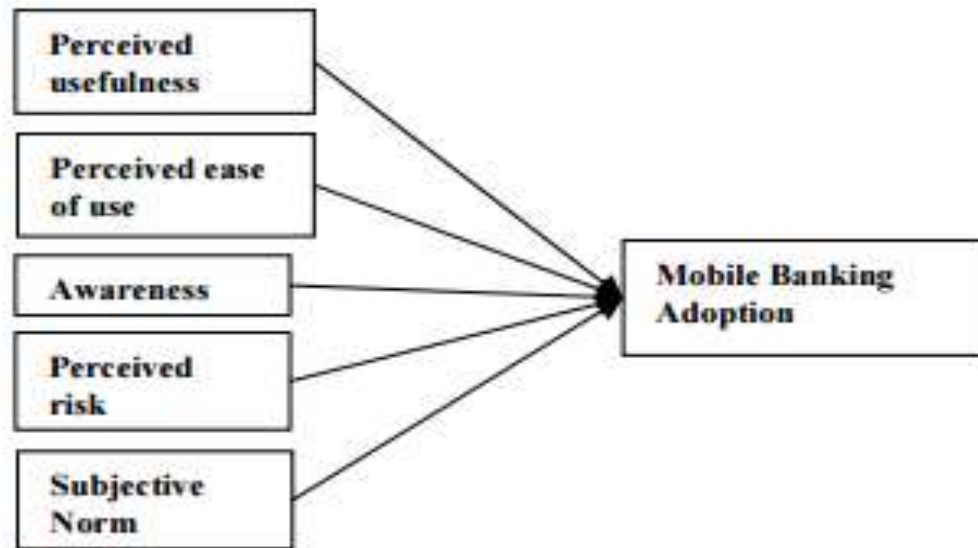 Perceived
usefulness
Perceived ease
of use
Awareness
Perceived
risk
Subjective
Norm
Mobile Banking
Adoption